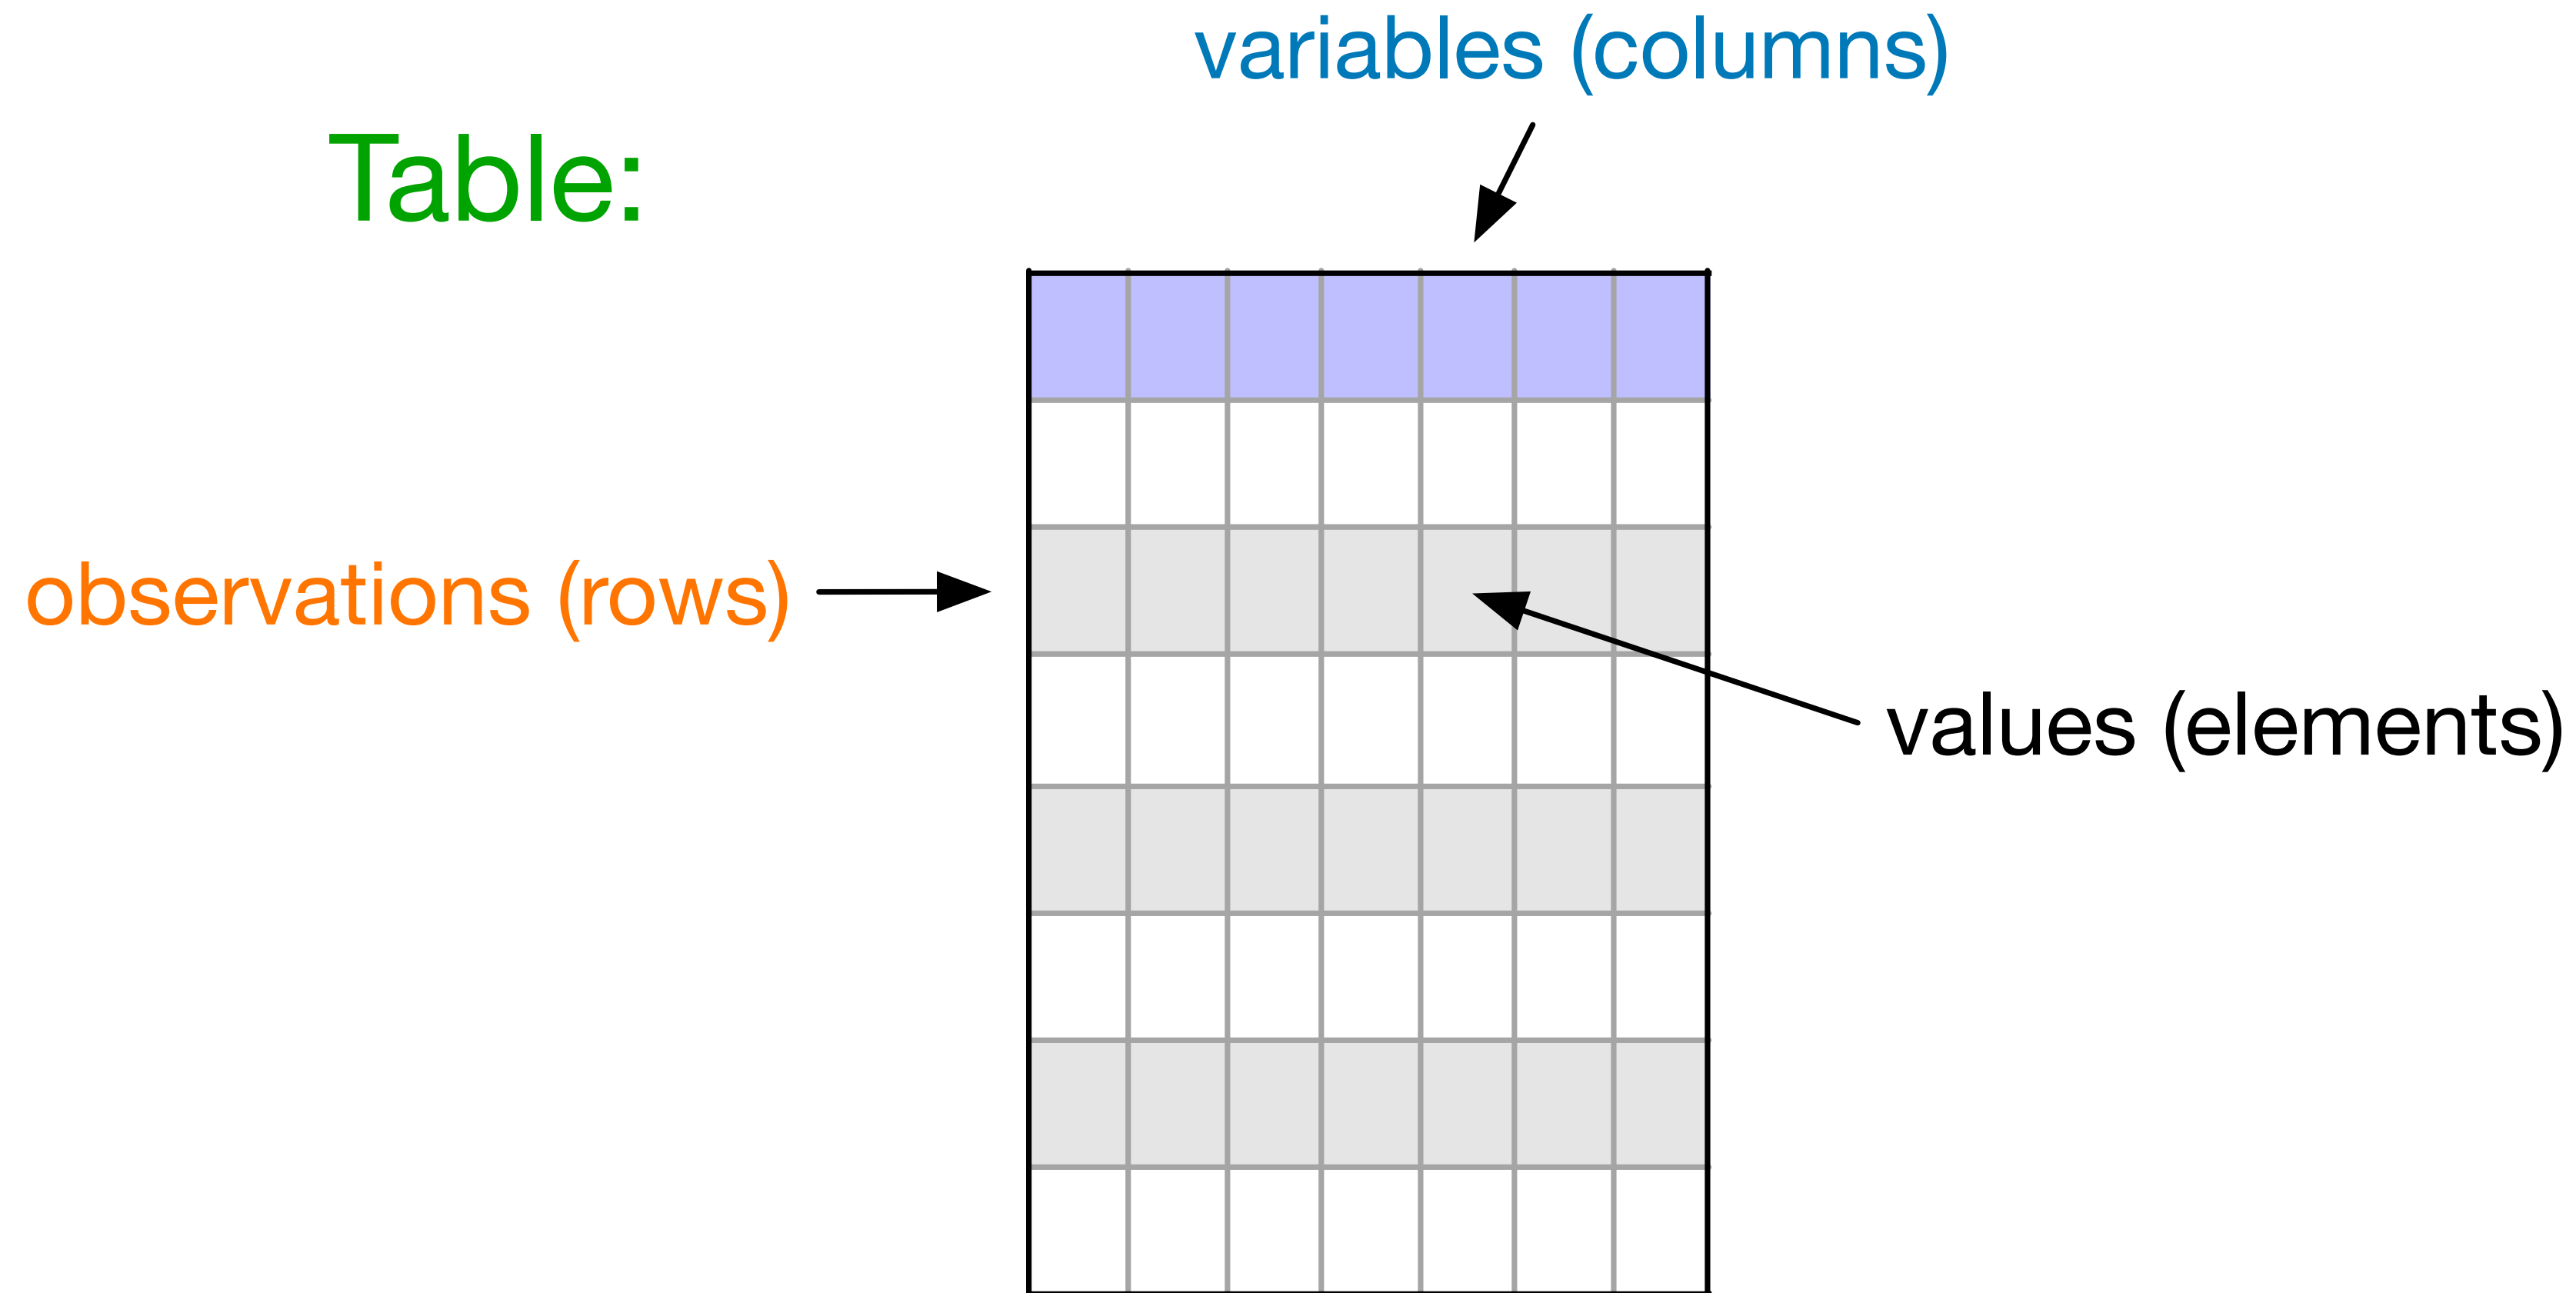 variables (columns)
Table:
observations (rows)
values (elements)